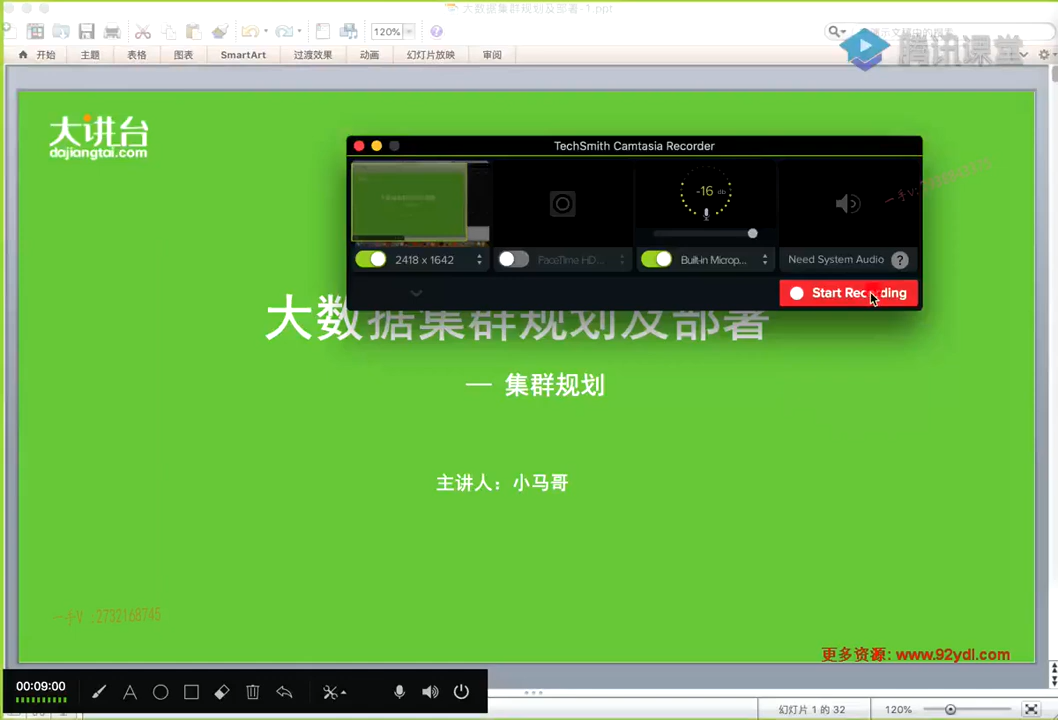 大数据集群规划及部署-1.ppt
120%
腾讯课堂
开始 主题 表格 图表 SmartArt 过渡效果 动画 幻灯片放映 审阅
大讲台
dajiangtai.com
TechSmith Camtasia Recorder
-16 db
2418 x 1642
FaceTime HD...
Built-in Microp...
Need System Audio ?
Start Recording
大数据集群规划及部署
— 集群规划
主讲人：小马哥
一手V :2732168745
更多资源: www.92ydl.com
00:09:00
幻灯片 1 的 32
120%